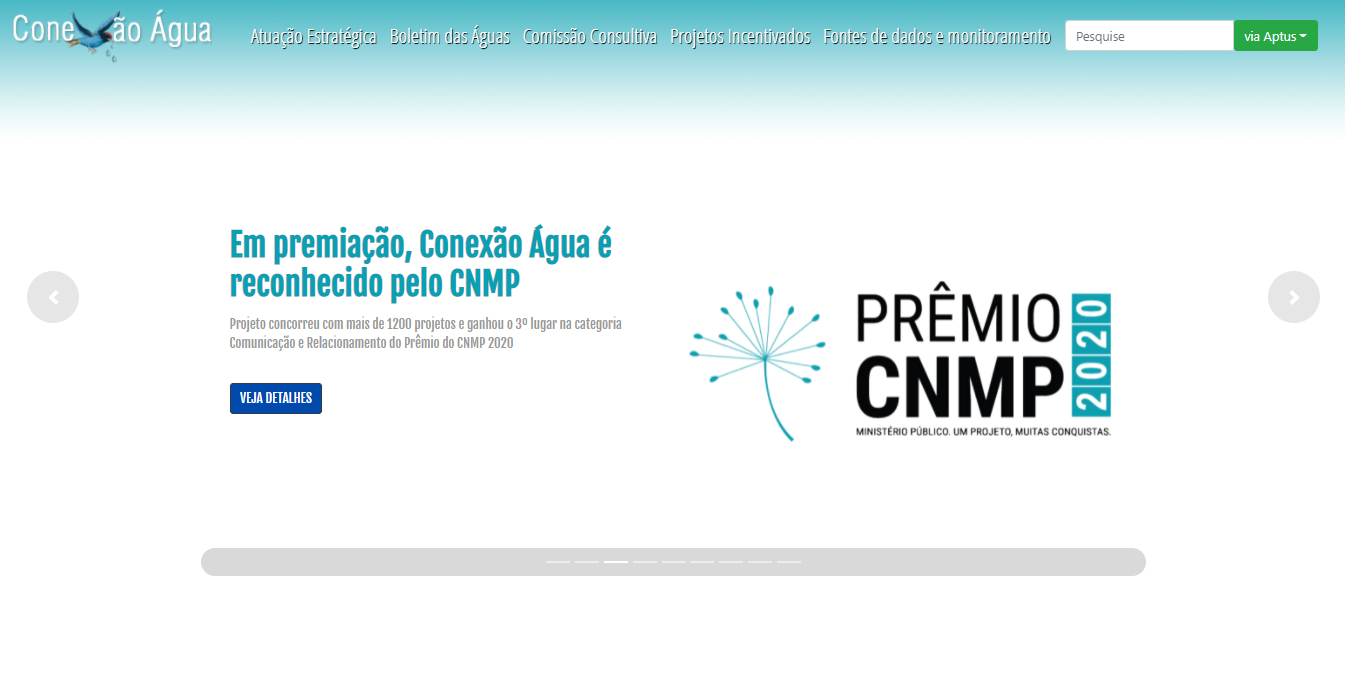 Conexão Água
Atuação Estratégica Boletim das Águas Comissão Consultiva Projetos Incentivados Fontes de dados e monitoramento Pesquise via Aptus
Em premiação, Conexão Água é
reconhecido pelo CNMP
Projeto concorreu com mais de 1200 projetos e ganhou o 3º lugar na categoria
Comunicação e Relacionamento do Prêmio do CNMP 2020
VEJA DETALHES
PRÊMIO
CNMP
2020
MINISTÉRIO PÚBLICO. UM PROJETO, MUITAS CONQUISTAS.